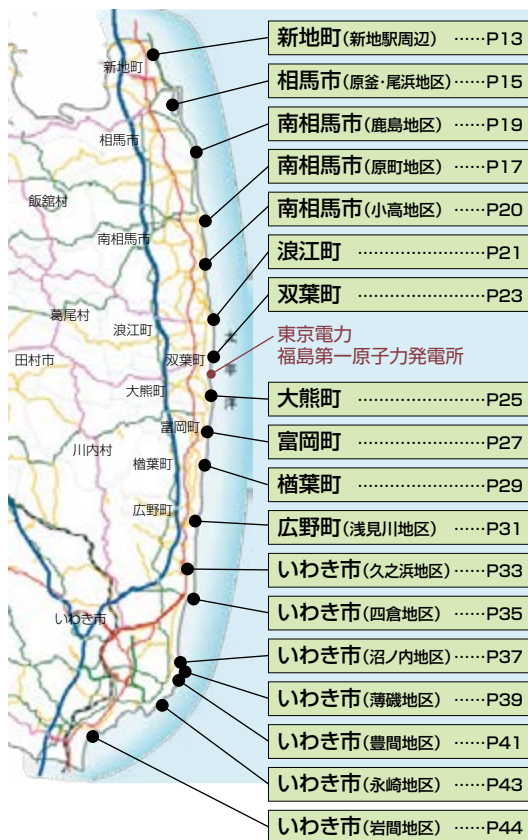 新地町(新地駅周辺) ……P13
相馬市(原釜・尾浜地区) ……P15
南相馬市(鹿島地区) ……P19
南相馬市(原町地区) ……P17
南相馬市(小高地区) ……P20
浪江町 ……………………P21
双葉町 ……………………P23
東京電力
福島第一原子力発電所
大熊町 ……………………P25
富岡町 ……………………P27
楢葉町 ……………………P29
広野町(浅見川地区) ……P31
いわき市(久之浜地区) ……P33
いわき市(四倉地区) ……P35
いわき市(沼ノ内地区) ……P37
いわき市(薄磯地区) ……P39
いわき市(豊間地区) ……P41
いわき市(永崎地区) ……P43
いわき市(岩間地区) ……P44
新地町
相馬市
飯舘村
南相馬市
葛尾村
浪江町
田村市
双葉町
大熊町
富岡町
川内村
楢葉町
広野町
いわき市
太平洋